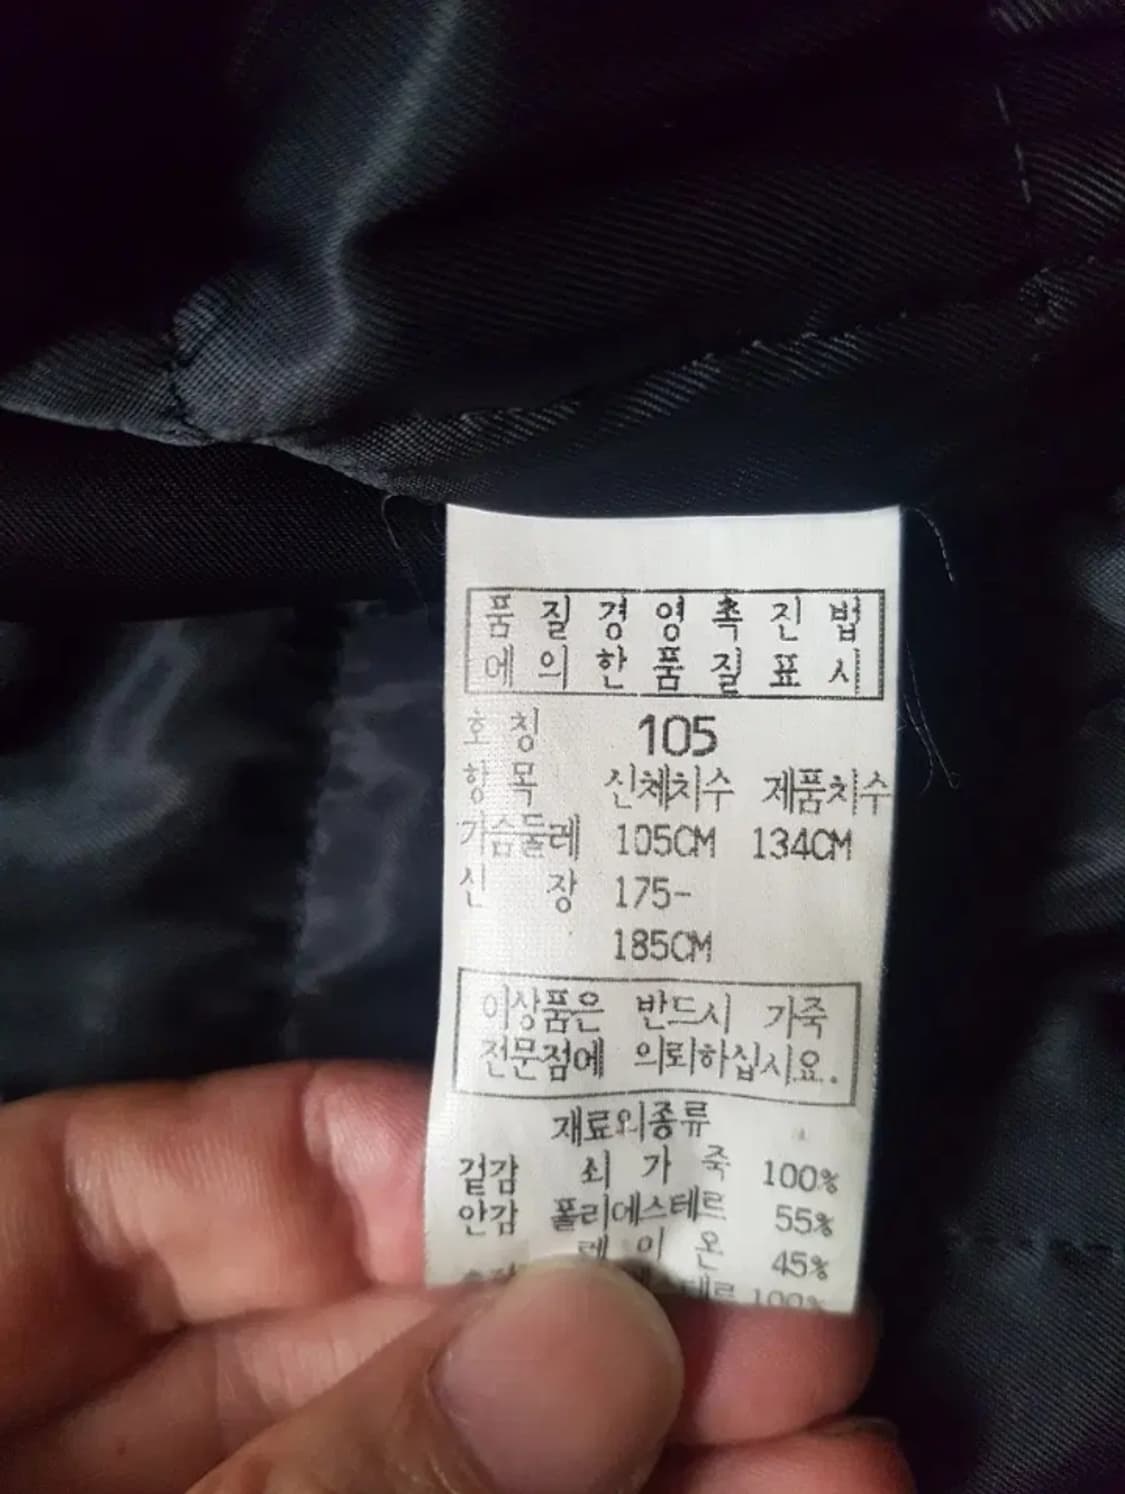 품질경영촉진법
에의한품질표시
호칭 105
항목 신체치수 제품치수
가슴둘레 105CM 134CM
신장 175-
185CM
이상품은 반드시 가죽
전문점에 의뢰하십시요.
재료의종류
겉감 쇠가죽 100%
안감 폴리에스테르 55%
레이온 45%
테르 100%